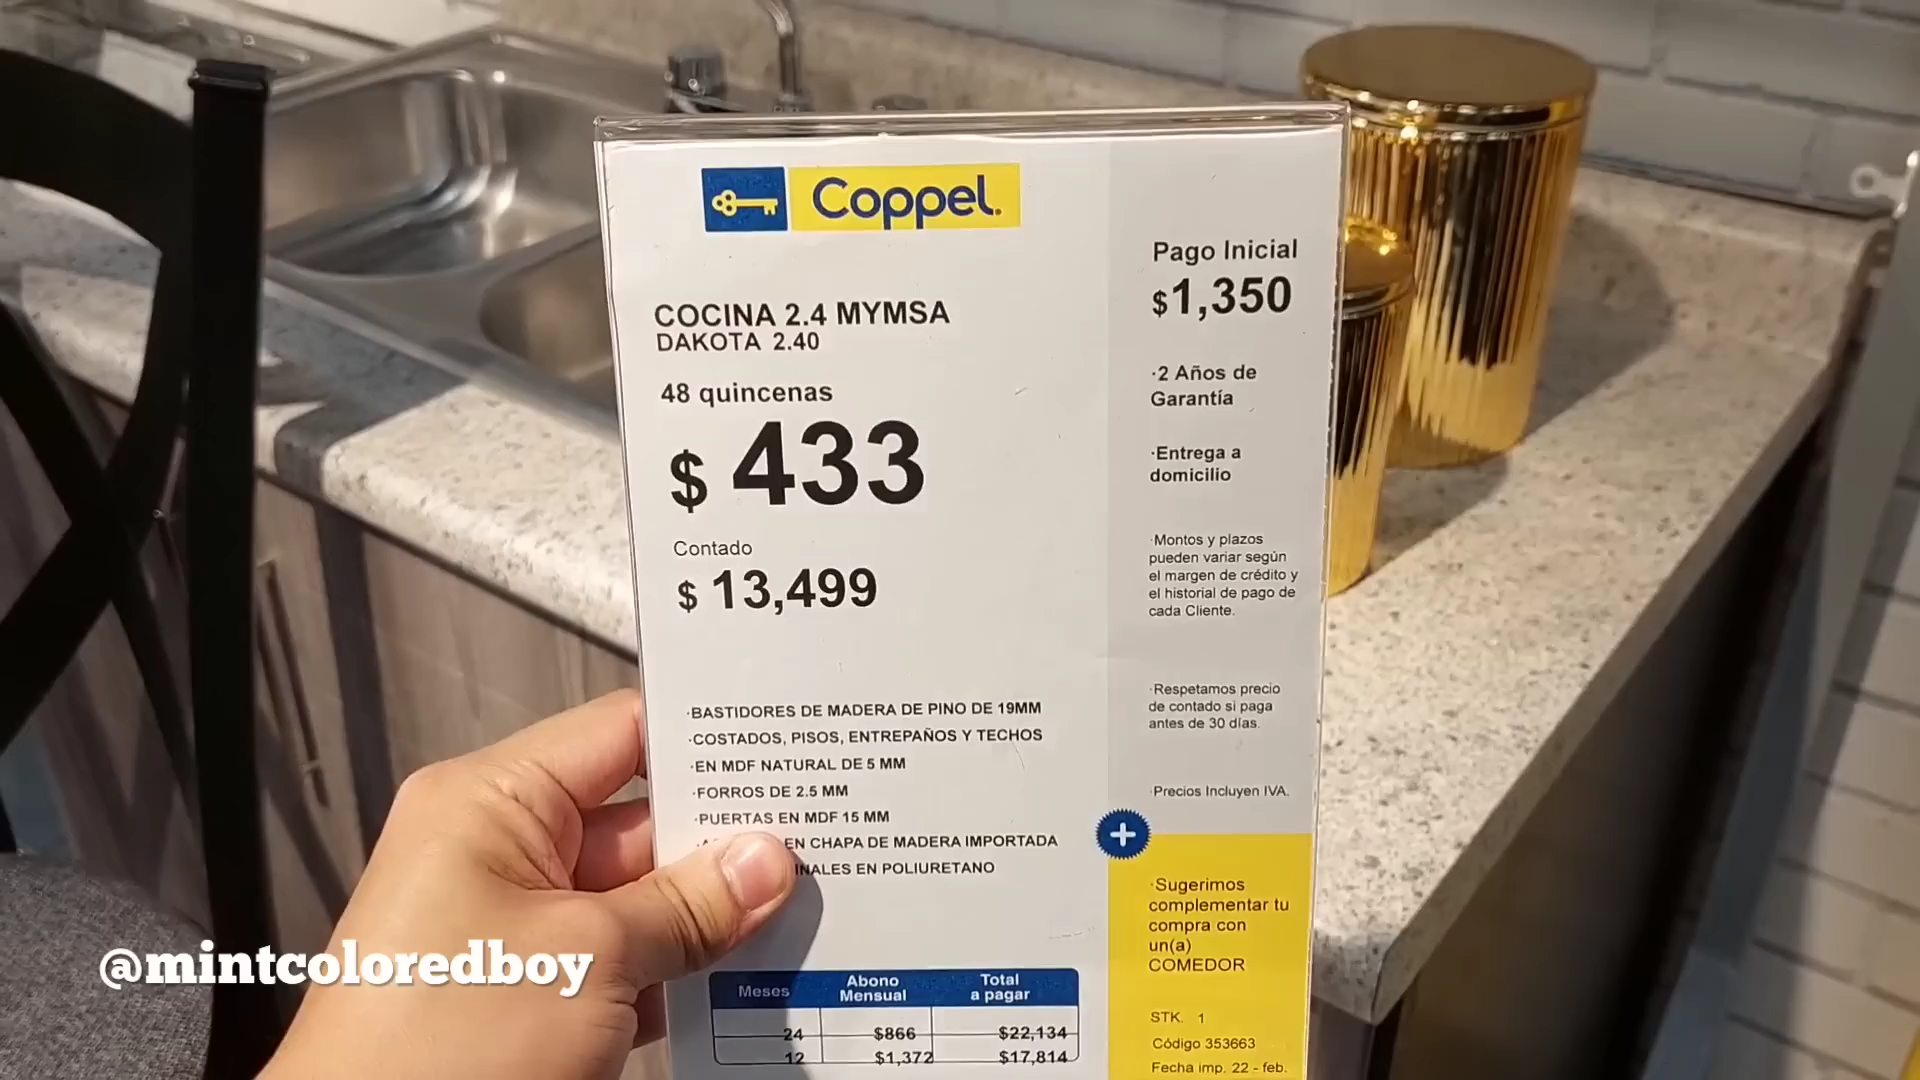 Coppel.
COCINA 2.4 MYMSA
DAKOTA 2.40
48 quincenas
$ 433
Contado
$ 13,499
·BASTIDORES DE MADERA DE PINO DE 19MM
·COSTADOS, PISOS, ENTREPAÑOS Y TECHOS
·EN MDF NATURAL DE 5 MM
·FORROS DE 2.5 MM
·PUERTAS EN MDF 15 MM
EN CHAPA DE MADERA IMPORTADA
EN POLIURETANO
Meses Abono Mensual Total a pagar
24 $866 $22,134
12 $1,372 $17,814
Pago Inicial
$1,350
·2 Años de
Garantía
·Entrega a
domicilio
·Montos y plazos
pueden variar según
el margen de crédito y
el historial de pago de
cada Cliente.
·Respetamos precio
de contado si paga
antes de 30 días.
·Precios Incluyen IVA.
+
·Sugerimos
complementar tu
compra con
un(a)
COMEDOR
STK. 1
Código 353663
Fecha imp. 22 - feb.
@mintcoloredboy